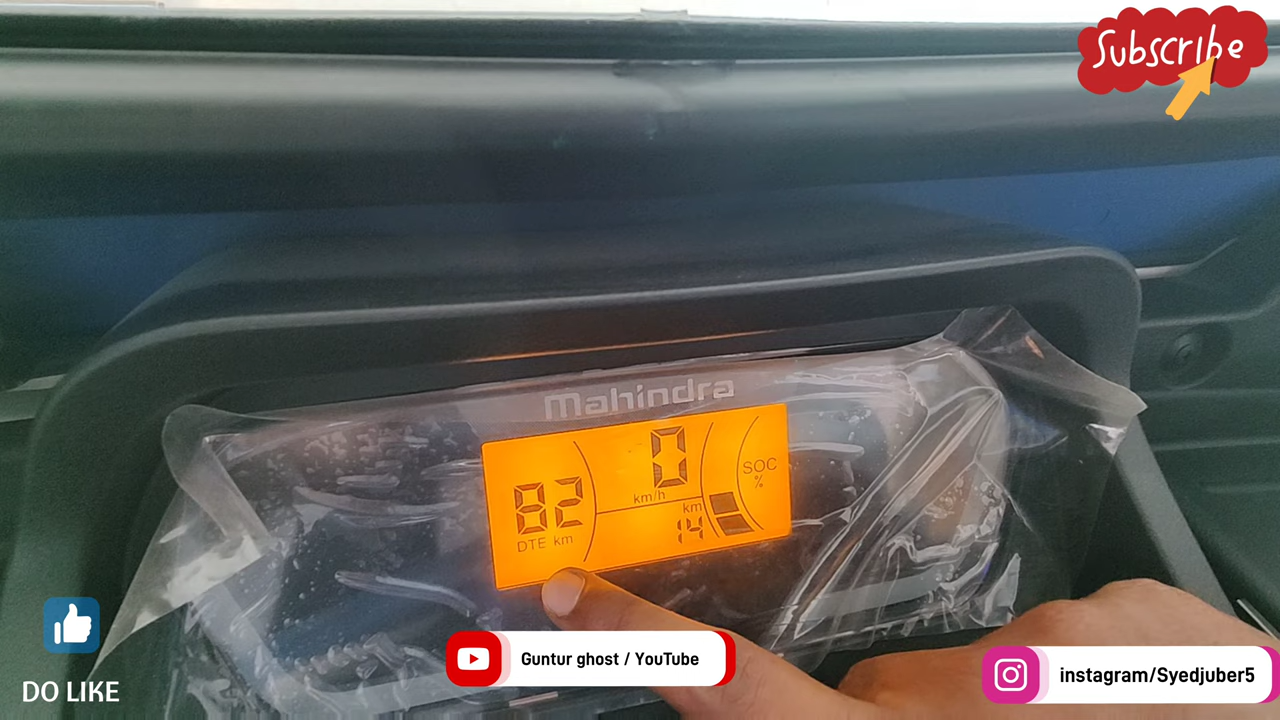 Subscribe
Mahindra
0
km/h
82
DTE km
km
14
SOC
%
DO LIKE
Guntur ghost / YouTube
instagram/Syedjuber5